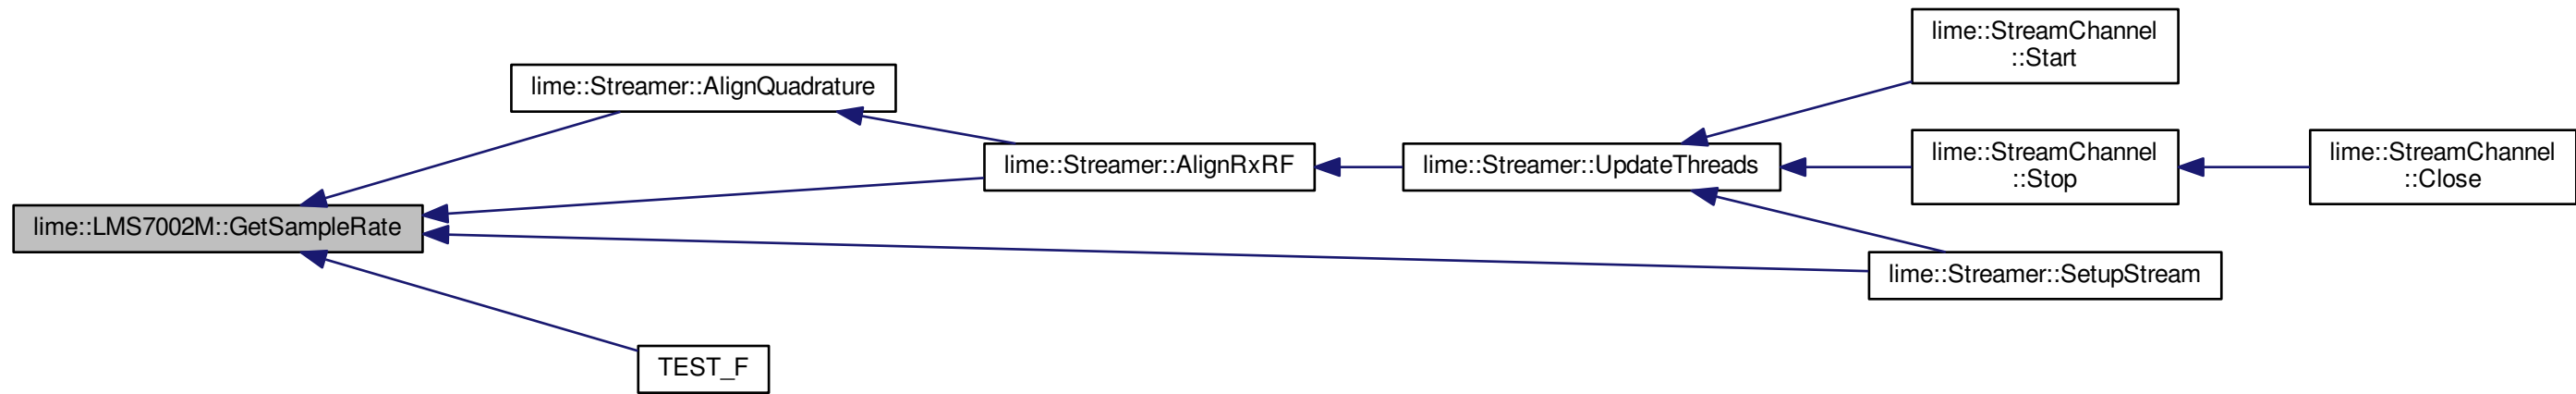 lime::LMS7002M::GetSampleRate
lime::Streamer::AlignQuadrature
lime::Streamer::AlignRxRF
lime::Streamer::UpdateThreads
lime::StreamChannel
::Start
lime::StreamChannel
::Stop
lime::StreamChannel
::Close
lime::Streamer::SetupStream
TEST_F